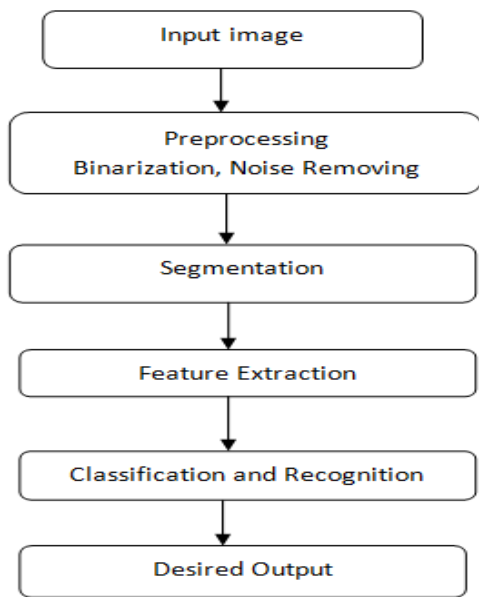 Input image
Preprocessing
Binarization, Noise Removing
Segmentation
Feature Extraction
Classification and Recognition
Desired Output